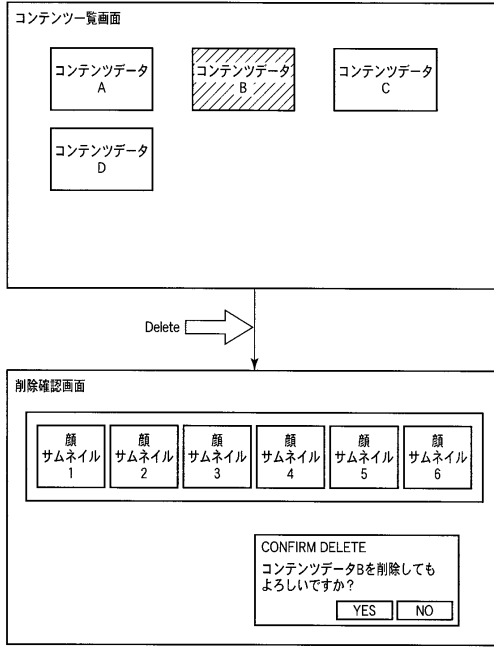 コンテンツ一覧画面
コンテンツデータ
A
コンテンツデータ
B
コンテンツデータ
C
コンテンツデータ
D
Delete
削除確認画面
顔
サムネイル
1
顔
サムネイル
2
顔
サムネイル
3
顔
サムネイル
4
顔
サムネイル
5
顔
サムネイル
6
CONFIRM DELETE
コンテンツデータBを削除しても
よろしいですか？
YES
NO